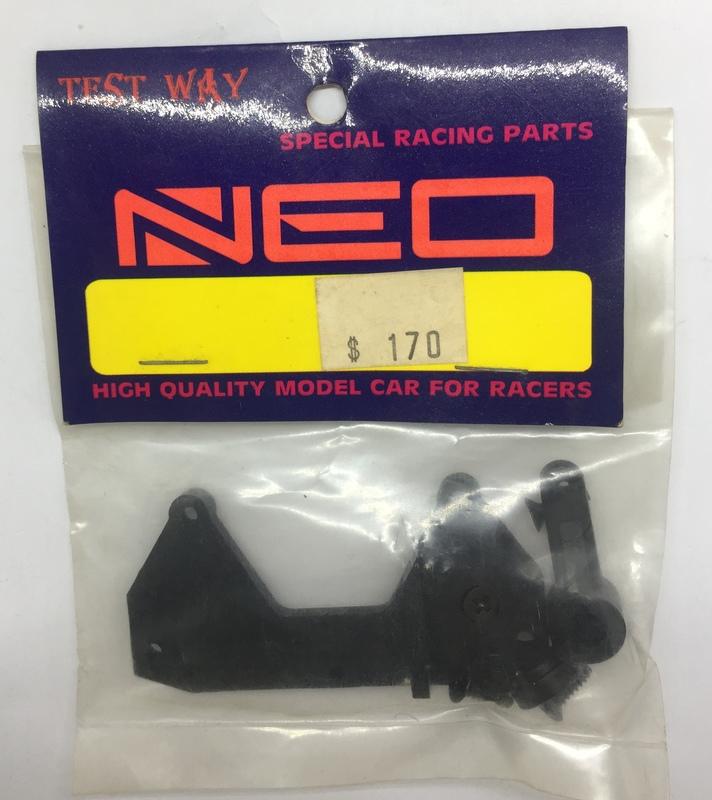 TEST WAY
SPECIAL RACING PARTS
NEO
$ 170
HIGH QUALITY MODEL CAR FOR RACERS